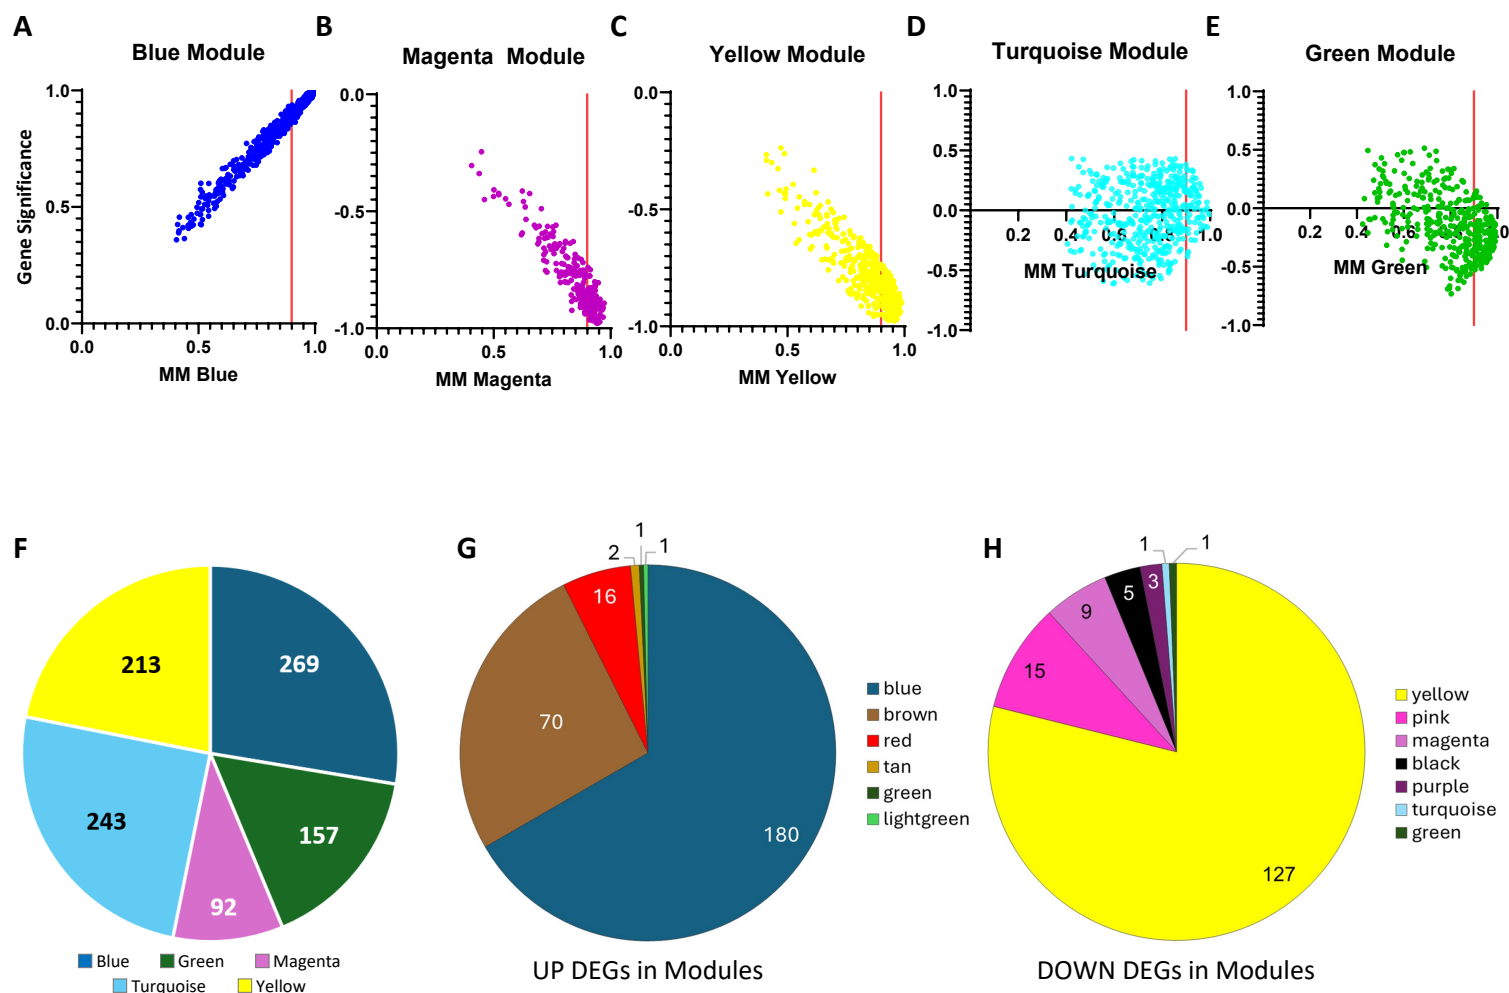 A
B
C
D
E
Blue Module
Magenta Module
Yellow Module
Turquoise Module
Green Module
Gene Significance
1.0
0.5
0.0
0.0
0.5
1.0
MM Blue
0.0
-0.5
-1.0
0.0
0.5
1.0
MM Magenta
0.0
-0.5
-1.0
0.0
0.5
1.0
MM Yellow
1.0
0.5
0.0
-0.5
-1.0
0.2
0.4
0.6
0.8
1.0
MM Turquoise
1.0
0.5
0.0
-0.5
-1.0
0.2
0.4
0.6
0.8
MM Green
F
213
269
243
157
92
Blue
Green
Magenta
Turquoise
Yellow
G
2
1
1
16
70
180
blue
brown
red
tan
green
lightgreen
UP DEGs in Modules
H
1
1
3
5
9
15
127
yellow
pink
magenta
black
purple
turquoise
green
DOWN DEGs in Modules